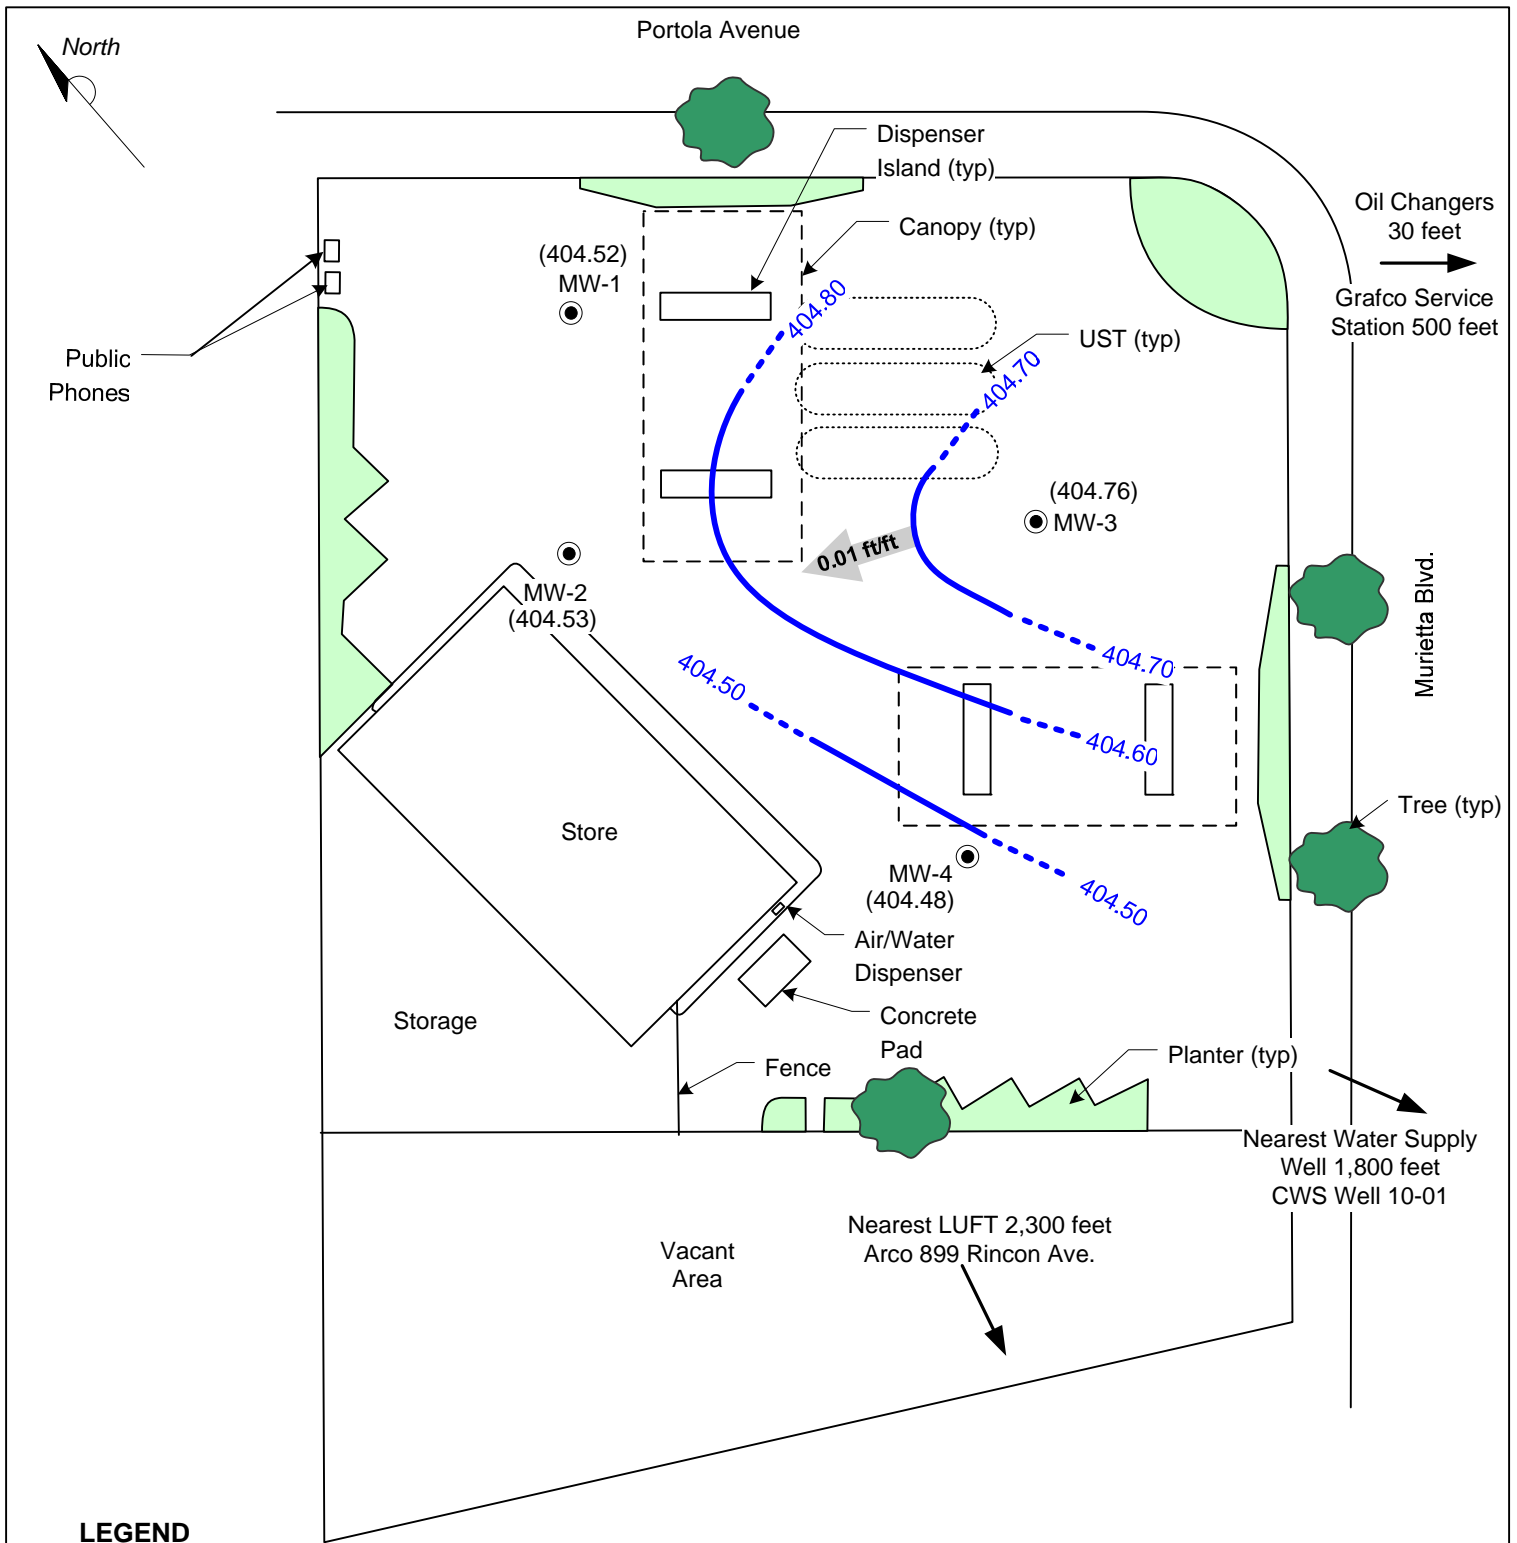 Portola Avenue
North
Dispenser
Island (typ)
Oil Changers
30 feet
Canopy (typ)
(404.52)
MW-1
404.80
Grafco Service
Station 500 feet
UST (typ)
Public
Phones
404.70
(404.76)
MW-3
0.01 ft/ft
Murietta Blvd.
MW-2
(404.53)
404.70
404.50
404.60
Tree (typ)
Store
MW-4
(404.48)
404.50
Air/Water
Dispenser
Storage
Concrete
Pad
Planter (typ)
Fence
Nearest Water Supply
Well 1,800 feet
CWS Well 10-01
Nearest LUFT 2,300 feet
Arco 899 Rincon Ave.
Vacant
Area
LEGEND